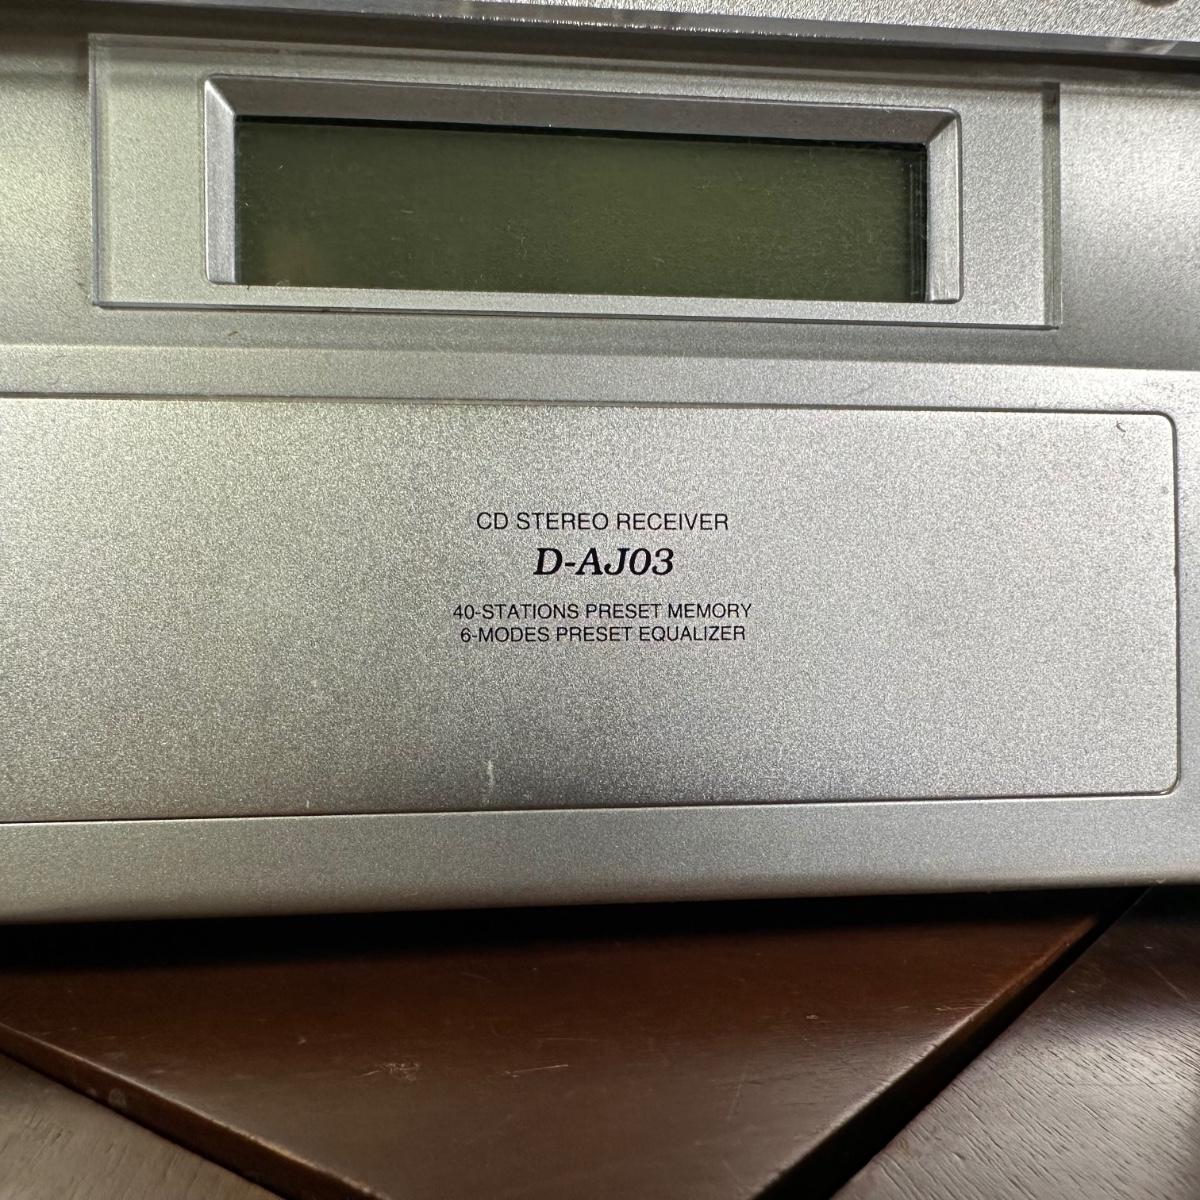 CD STEREO RECEIVER
D-AJ03
40-STATIONS PRESET MEMORY
6-MODES PRESET EQUALIZER